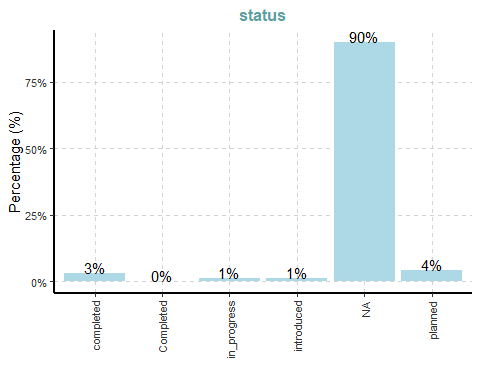 status
Percentage (%)
75%
50%
25%
0%
3%
0%
1%
1%
90%
4%
completed
Completed
in_progress
introduced
NA
planned